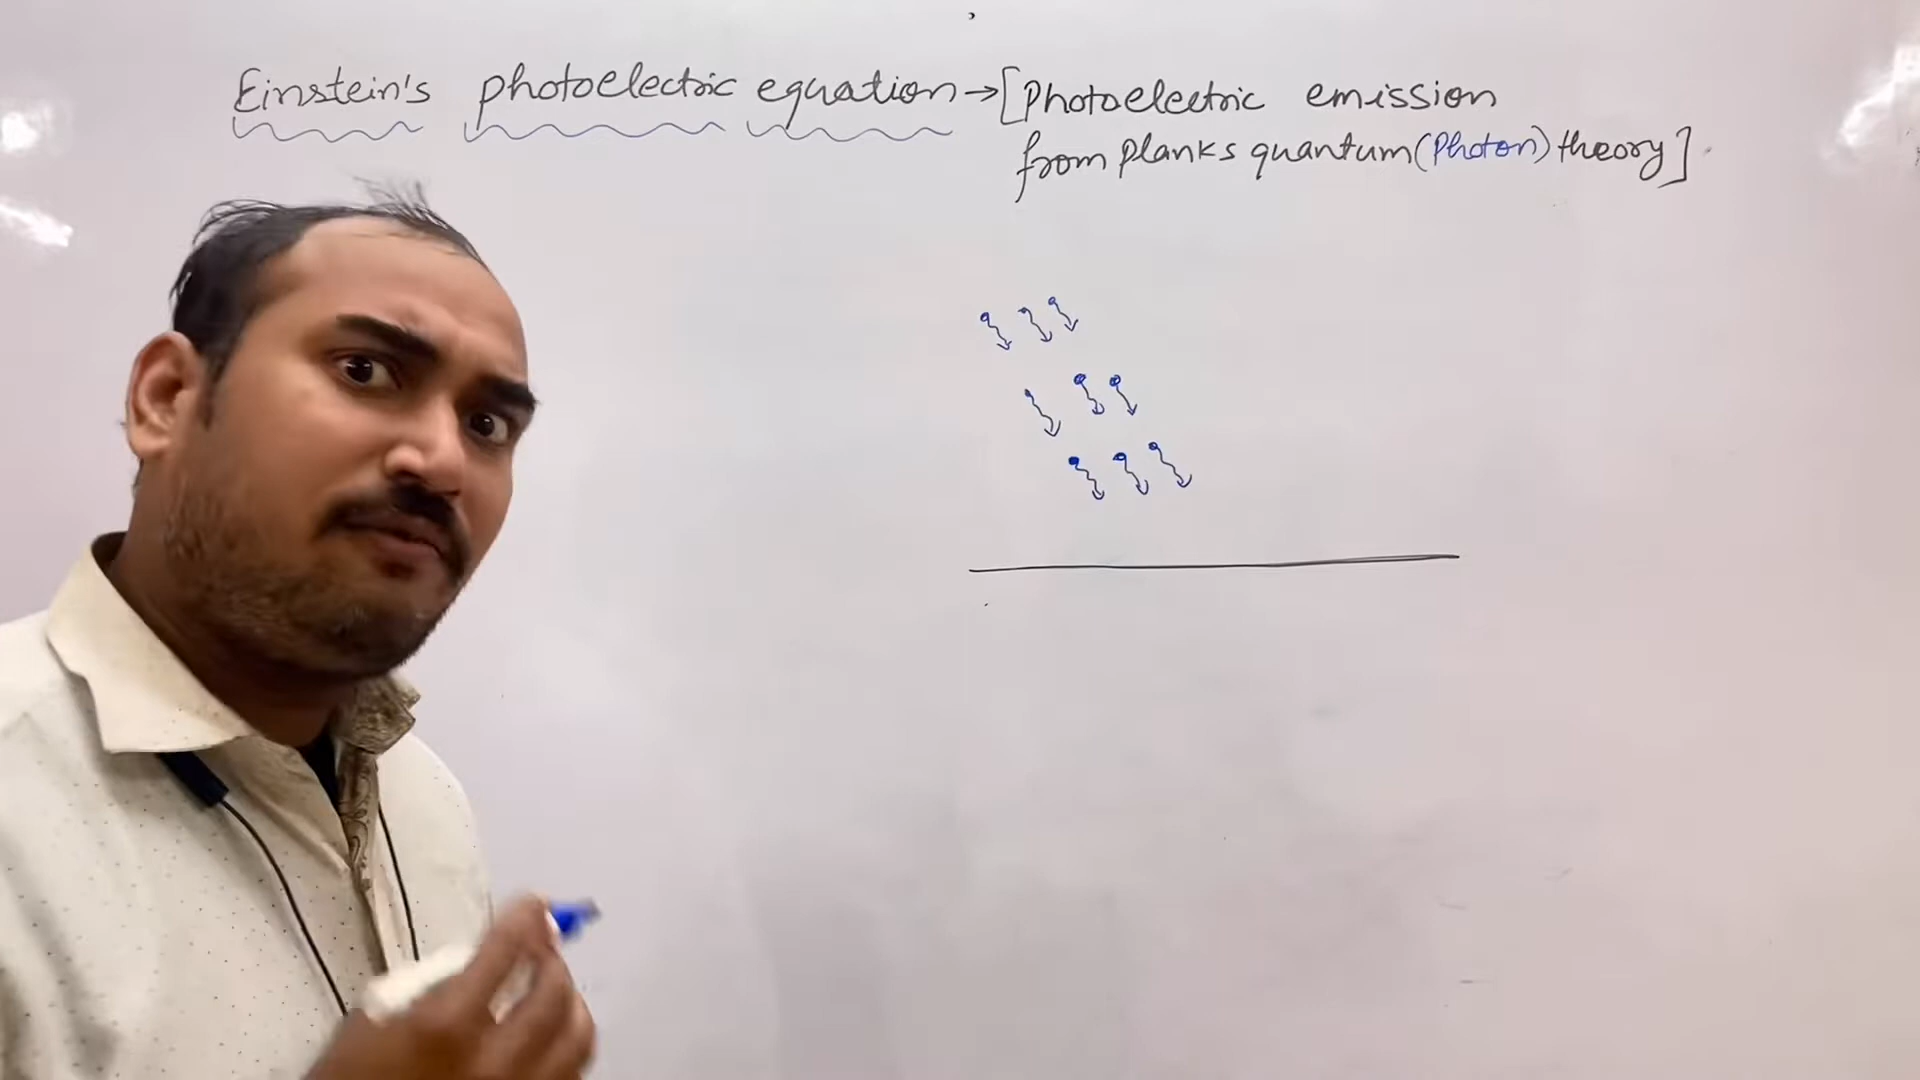 Einstein's photoelectric equation → [Photoelectric emission
from planks quantum (Photon) theory]